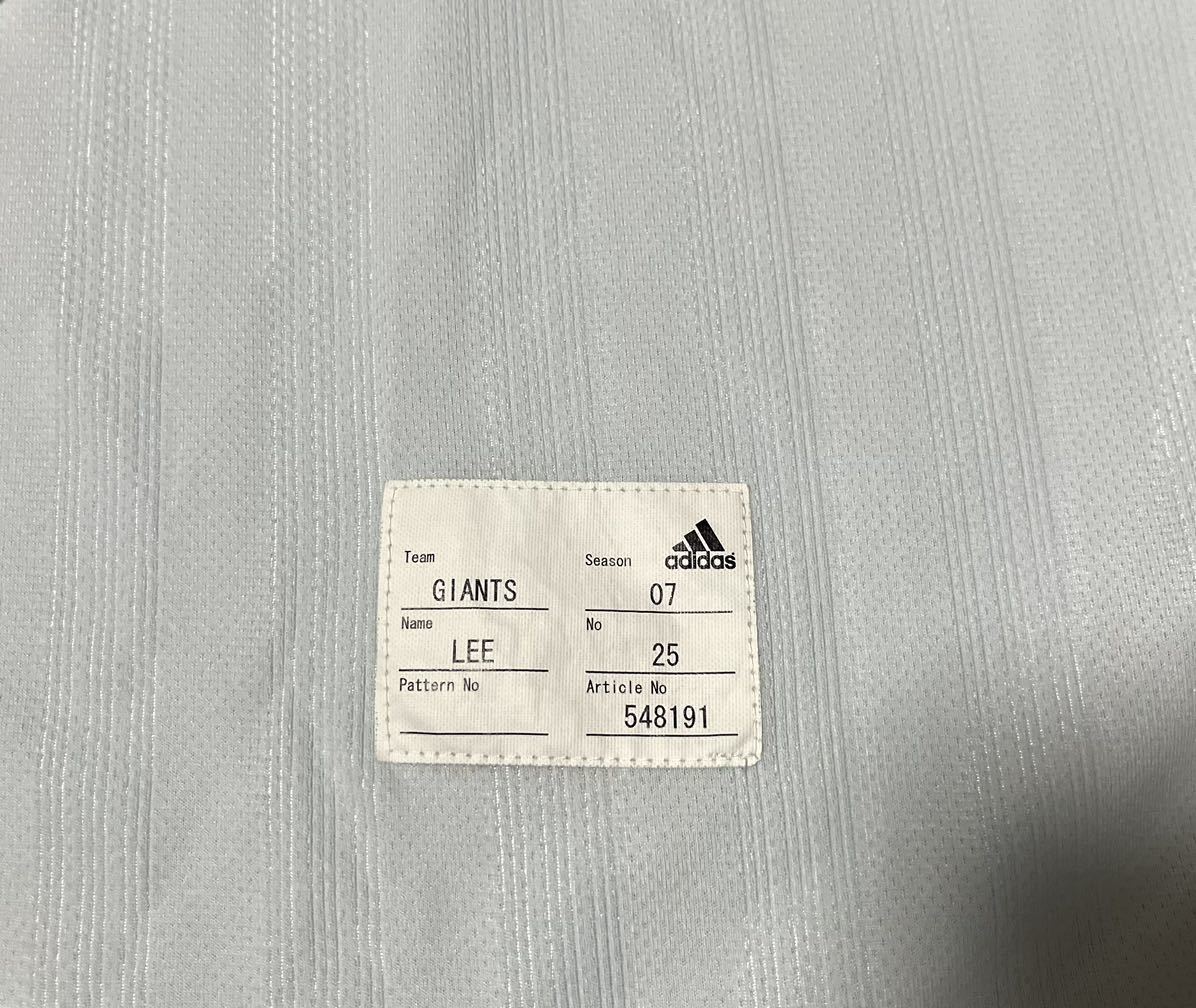 adidas
Team Season
GIANTS 07
Name No
LEE 25
Pattern No Article No
548191